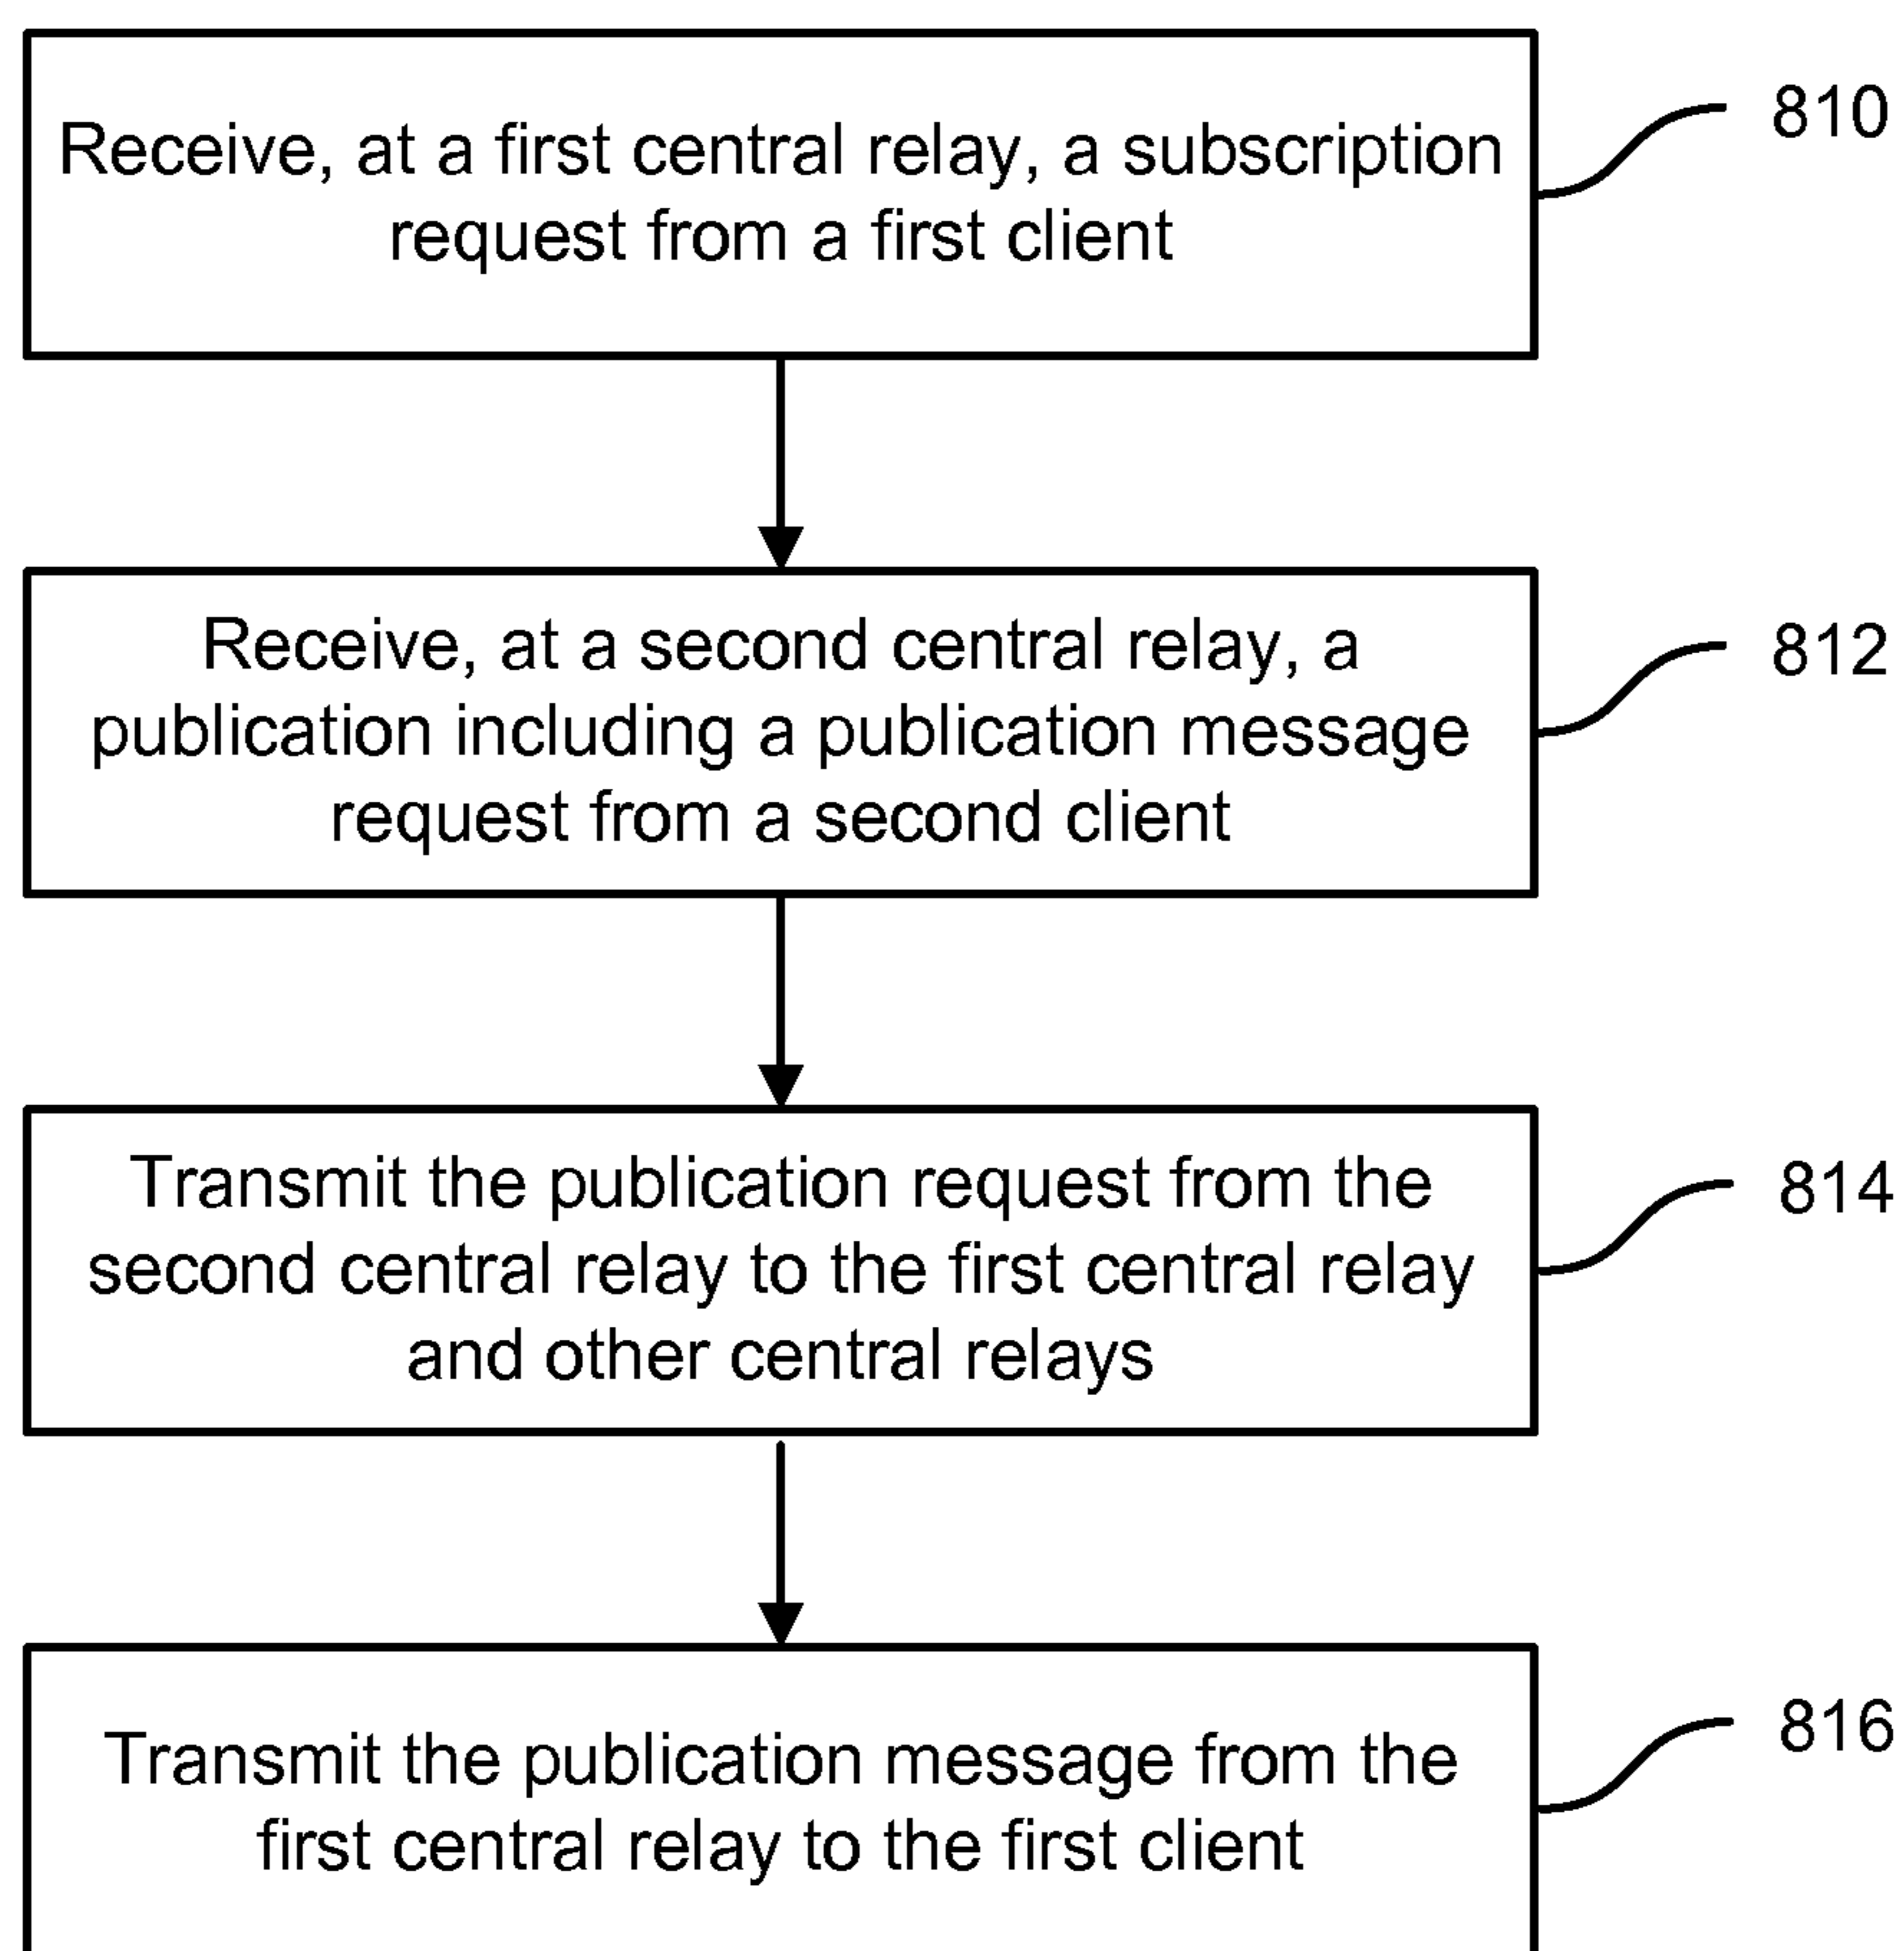 Receive, at a first central relay, a subscription
request from a first client
810
Receive, at a second central relay, a
publication including a publication message
request from a second client
812
Transmit the publication request from the
second central relay to the first central relay
and other central relays
814
Transmit the publication message from the
first central relay to the first client
816